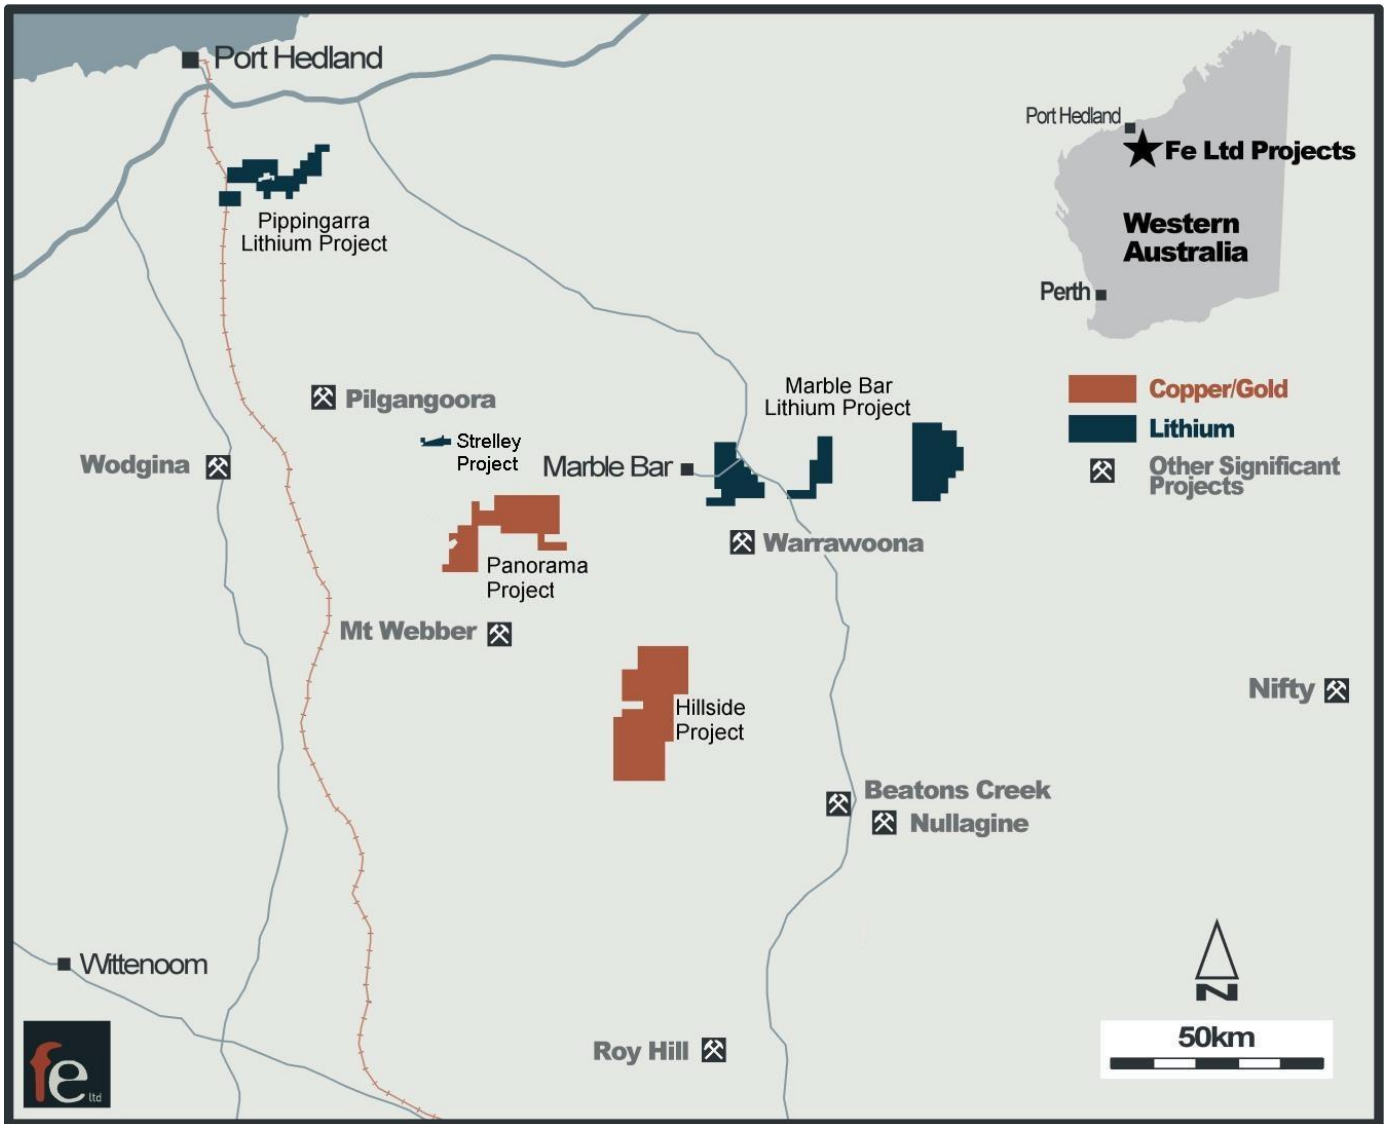 Port Hedland
Port Hedland
Fe Ltd Projects
Western
Australia
Perth
Pippingarra
Lithium Project
Copper/Gold
Lithium
Other Significant
Projects
Pilgangoora
Marble Bar
Lithium Project
Strelley
Project
Wodgina
Marble Bar
Warrawoona
Panorama
Project
Mt Webber
Hillside
Project
Nifty
Beatons Creek
Nullagine
Wittenoom
N
50km
Roy Hill
fe
ltd